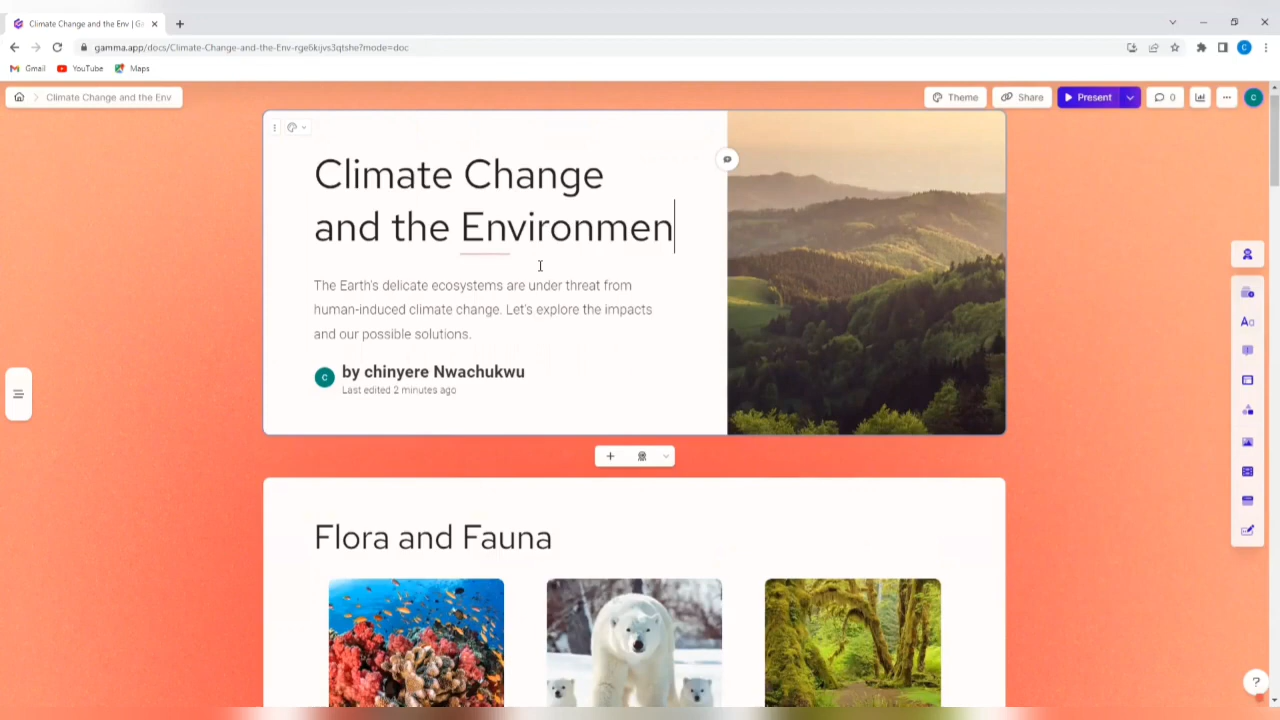 Climate Change and the Env | Ga
gamma.app/docs/Climate-Change-and-the-Env-rge6kijvs3qtshe?mode=doc
Gmail
YouTube
Maps
Climate Change and the Env
Theme
Share
Present
0
C
Climate Change
and the Environmen
The Earth's delicate ecosystems are under threat from
human-induced climate change. Let's explore the impacts
and our possible solutions.
C
by chinyere Nwachukwu
Last edited 2 minutes ago
Flora and Fauna